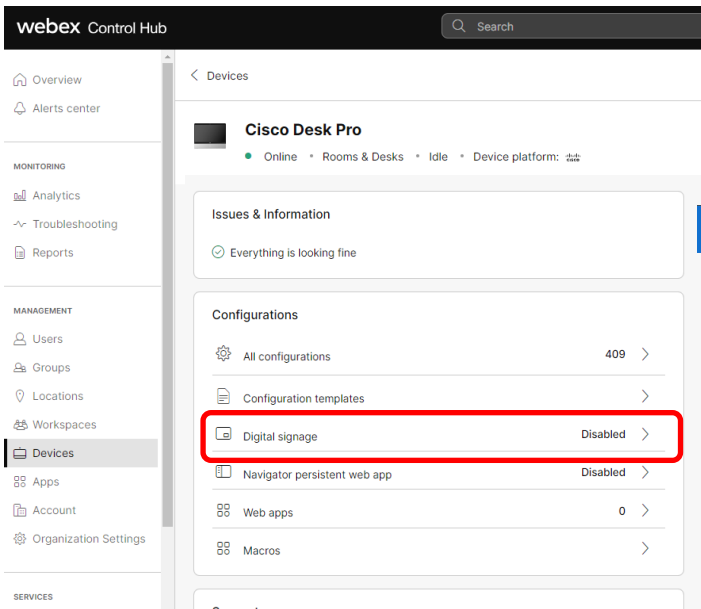 webex Control Hub
Search
Overview
Alerts center
MONITORING
Analytics
Troubleshooting
Reports
MANAGEMENT
Users
Groups
Locations
Workspaces
Devices
Apps
Account
Organization Settings
SERVICES
Devices
Cisco Desk Pro
Online • Rooms & Desks • Idle • Device platform: cisco
Issues & Information
Everything is looking fine
Configurations
All configurations 409
Configuration templates
Digital signage Disabled
Navigator persistent web app Disabled
Web apps 0
Macros